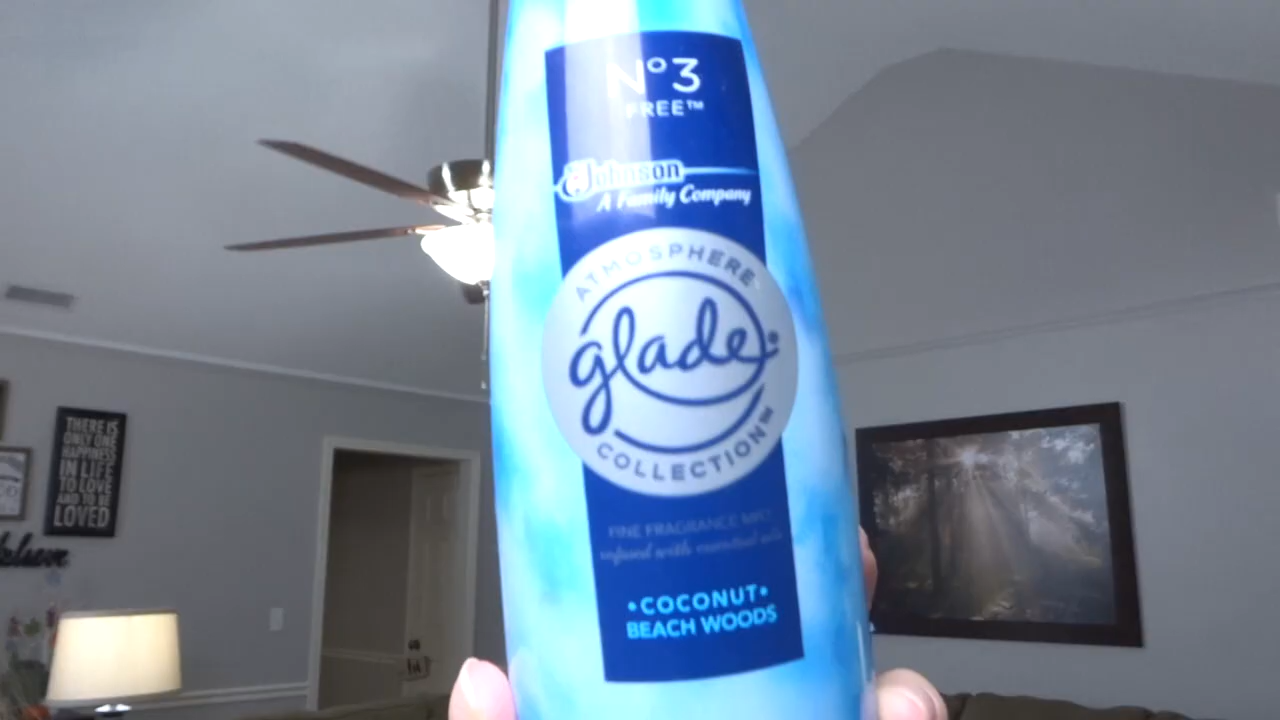 N°3
FREE™
SC Johnson
A Family Company
ATMOSPHERE
glade
COLLECTION™
FINE FRAGRANCE MIST
infused with essential oils
•COCONUT•
BEACH WOODS
THERE IS
ONLY ONE
HAPPINESS
IN LIFE
TO LOVE
AND TO BE
LOVED